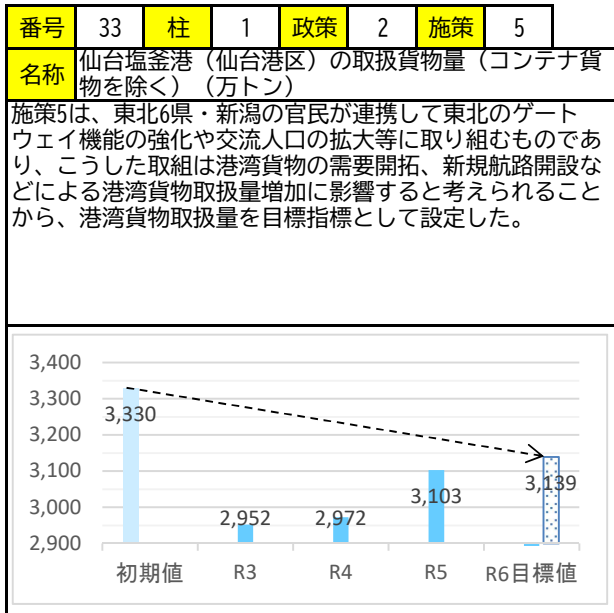 番号 33 柱 1 政策 2 施策 5
名称 仙台塩釜港（仙台港区）の取扱貨物量（コンテナ貨
物を除く）（万トン）
施策5は、東北6県・新潟の官民が連携して東北のゲート
ウェイ機能の強化や交流人口の拡大等に取り組むものであ
り、こうした取組は港湾貨物の需要開拓、新規航路開設な
どによる港湾貨物取扱量増加に影響すると考えられること
から、港湾貨物取扱量を目標指標として設定した。
3,400
3,300
3,200
3,100
3,000
2,900
3,330
2,952
2,972
3,103
3,139
初期値 R3 R4 R5 R6目標値